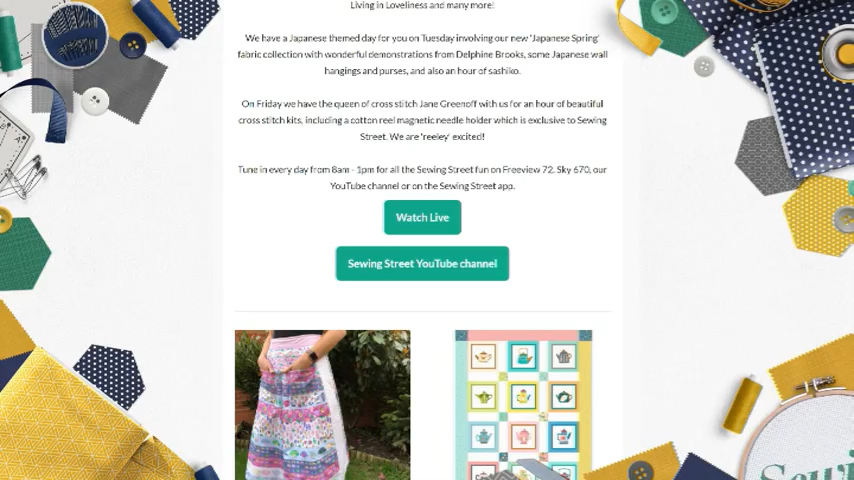 Living in Loveliness and many more!
We have a Japanese themed day for you on Tuesday involving our new 'Japanese Spring'
fabric collection with wonderful demonstrations from Delphine Brooks, some Japanese wall
hangings and purses, and also an hour of sashiko.
On Friday we have the queen of cross stitch Jane Greenoff with us for an hour of beautiful
cross stitch kits, including a cotton reel magnetic needle holder which is exclusive to Sewing
Street. We are 'reeley' excited!
Tune in every day from 8am - 1pm for all the Sewing Street fun on Freeview 72, Sky 670, our
YouTube channel or on the Sewing Street app.
Watch Live
Sewing Street YouTube channel